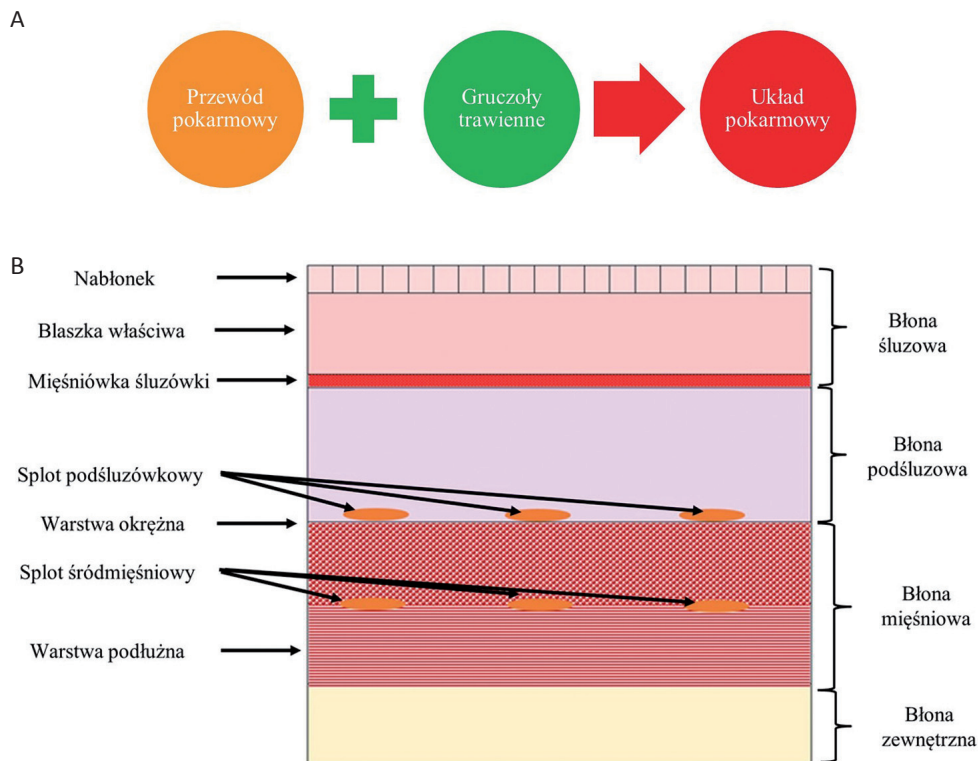 A
Przewód
pokarmowy
Gruczoły
trawienne
Układ
pokarmowy
B
Nabłonek
Blaszka właściwa
Mięśniówka śluzówki
Splot podśluzówkowy
Warstwa okrężna
Splot śródmięśniowy
Warstwa podłużna
Błona
śluzowa
Błona
podśluzowa
Błona
mięśniowa
Błona
zewnętrzna